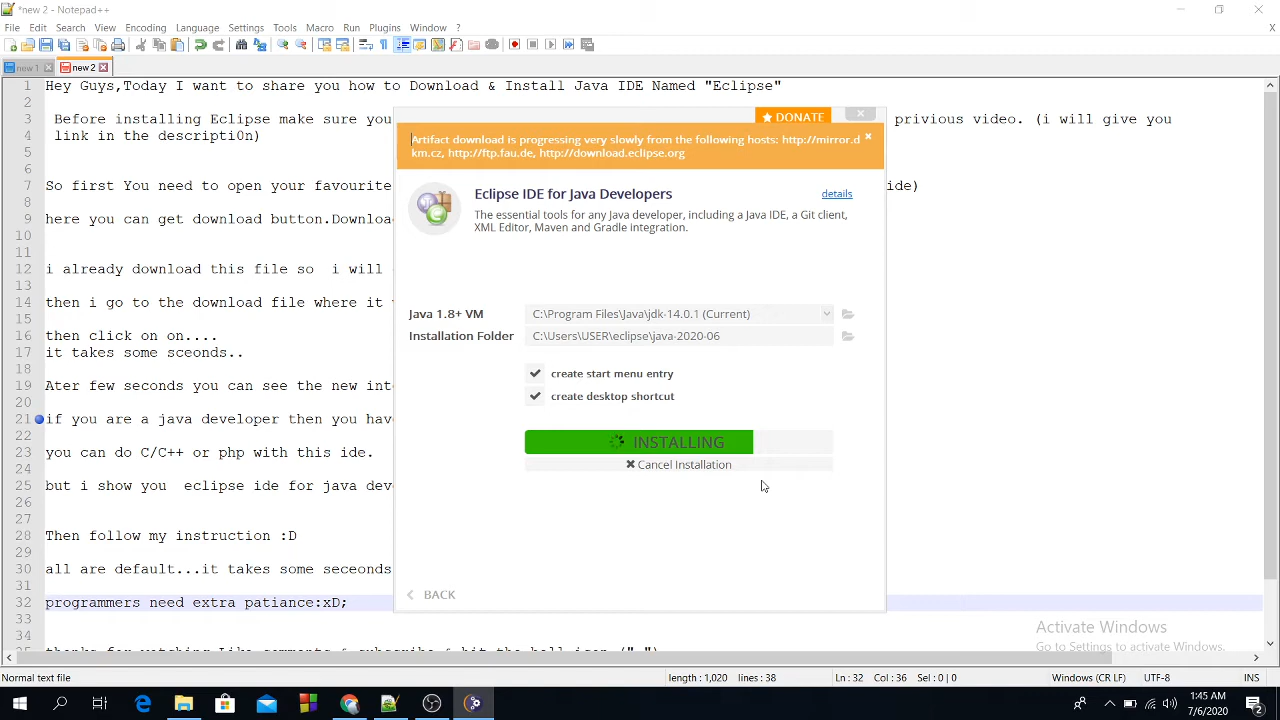 *new 2 - Notepad++
File Edit Search View Encoding Language Settings Tools Macro Run Plugins Window ?
X
new 1 new 2
1 Hey Guys,Today I want to share you how to Download & Install Java IDE Named "Eclipse"
2
3 Before installing Eclipse make sure you privious video. (i will give you
4 link in the descripti0n)
5
6
7 So first You need to open your favourite ide)
8
9 here you can get download button.Downloa
10
11
12 i already download this file so i will
13
14 then i go to the download file where it
15
16 then click on on....
17 it takes some sceonds..
18
19 Ater few seconds you can see the new int
20
21 if you are a java developer then you hav
22
23 you can do C/C++ or php with this ide.
24
25 but i show you eclipse ide for java dev
26
27
28 Then follow my instruction :D
29
30 all are default...it takes some seceonds
31
32 programmers need extra patiance:xD;
33
34
DONATE
Artifact download is progressing very slowly from the following hosts: http://mirror.d
km.cz, http://ftp.fau.de, http://download.eclipse.org
Eclipse IDE for Java Developers details
The essential tools for any Java developer, including a Java IDE, a Git client,
XML Editor, Maven and Gradle integration.
Java 1.8+ VM C:\Program Files\Java\jdk-14.0.1 (Current)
Installation Folder C:\Users\USER\eclipse\java-2020-06
create start menu entry
create desktop shortcut
INSTALLING
Cancel Installation
BACK
Activate Windows
Go to Settings to activate Windows.
Normal text file length : 1,020 lines : 38 Ln : 32 Col : 36 Sel : 0 | 0 Windows (CR LF) UTF-8 INS
1:45 AM
7/6/2020
2